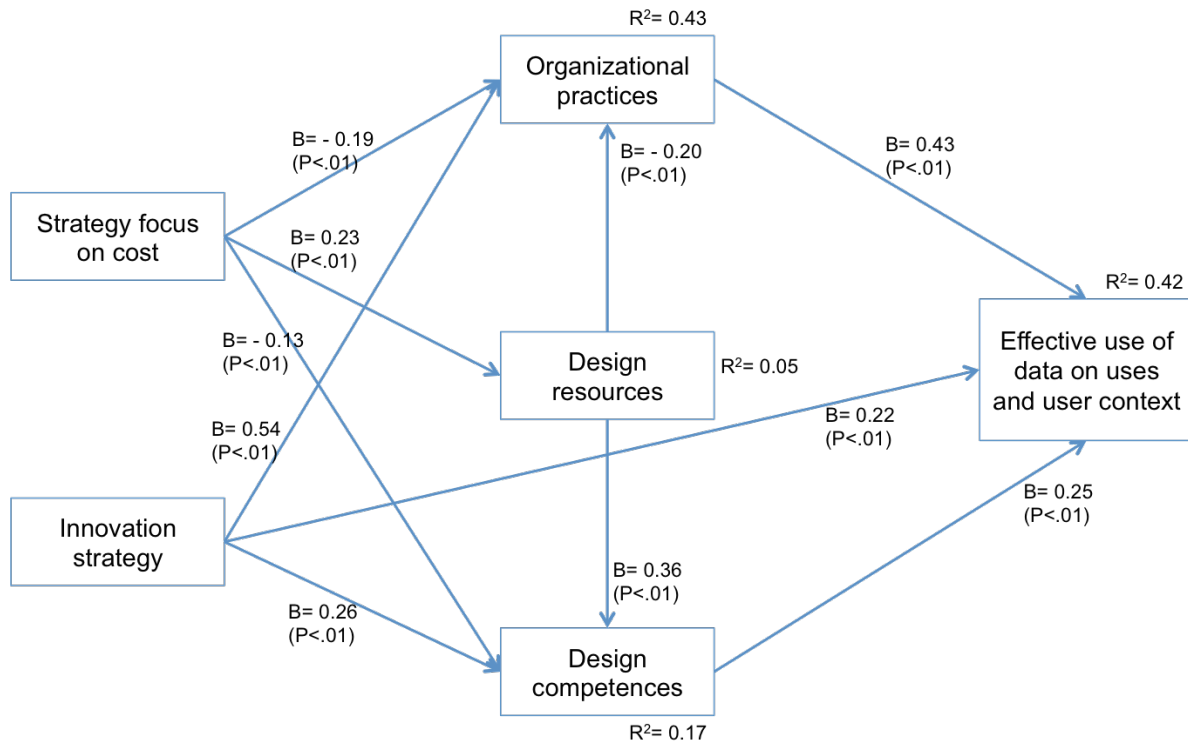 R²= 0.43
Organizational
practices
B= - 0.19
(P<.01)
B= - 0.20
(P<.01)
B= 0.43
(P<.01)
Strategy focus
on cost
B= 0.23
(P<.01)
R²= 0.42
B= - 0.13
(P<.01)
Design
resources
R²= 0.05
Effective use of
data on uses
and user context
B= 0.54
(P<.01)
B= 0.22
(P<.01)
Innovation
strategy
B= 0.25
(P<.01)
B= 0.36
(P<.01)
B= 0.26
(P<.01)
Design
competences
R²= 0.17